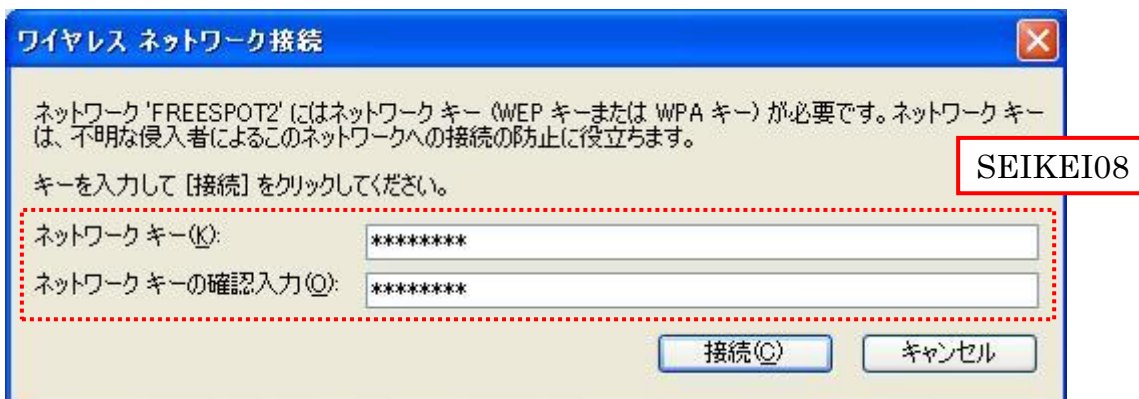 ワイヤレス ネットワーク接続
ネットワーク 'FREESPOT2' にはネットワーク キー (WEP キーまたは WPA キー) が必要です。ネットワーク キー
は、不明な侵入者によるこのネットワークへの接続の防止に役立ちます。
SEIKEI08
キーを入力して [接続] をクリックしてください。
ネットワーク キー(K): ********
ネットワーク キーの確認入力(O): ********
接続(C) キャンセル